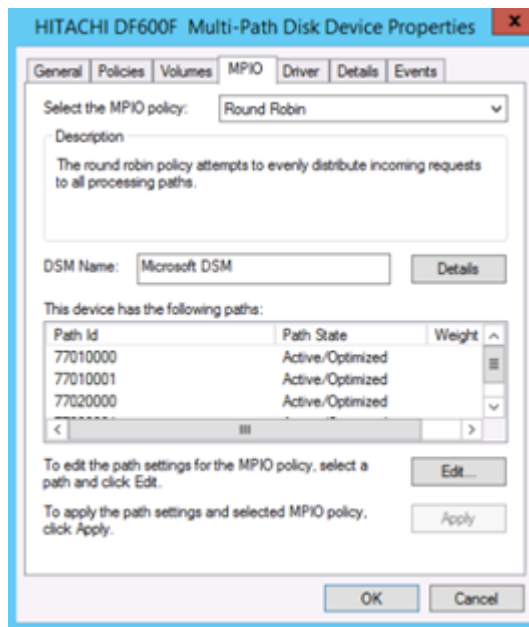 HITACHI DF600F Multi-Path Disk Device Properties
x
General Policies Volumes MPIO Driver Details Events
Select the MPIO policy: Round Robin
Description
The round robin policy attempts to evenly distribute incoming requests
to all processing paths.
DSM Name: Microsoft DSM Details
This device has the following paths:
Path Id Path State Weight
77010000 Active/Optimized
77010001 Active/Optimized
77020000 Active/Optimized
To edit the path settings for the MPIO policy, select a
path and click Edit.
Edit...
To apply the path settings and selected MPIO policy,
click Apply.
Apply
OK Cancel